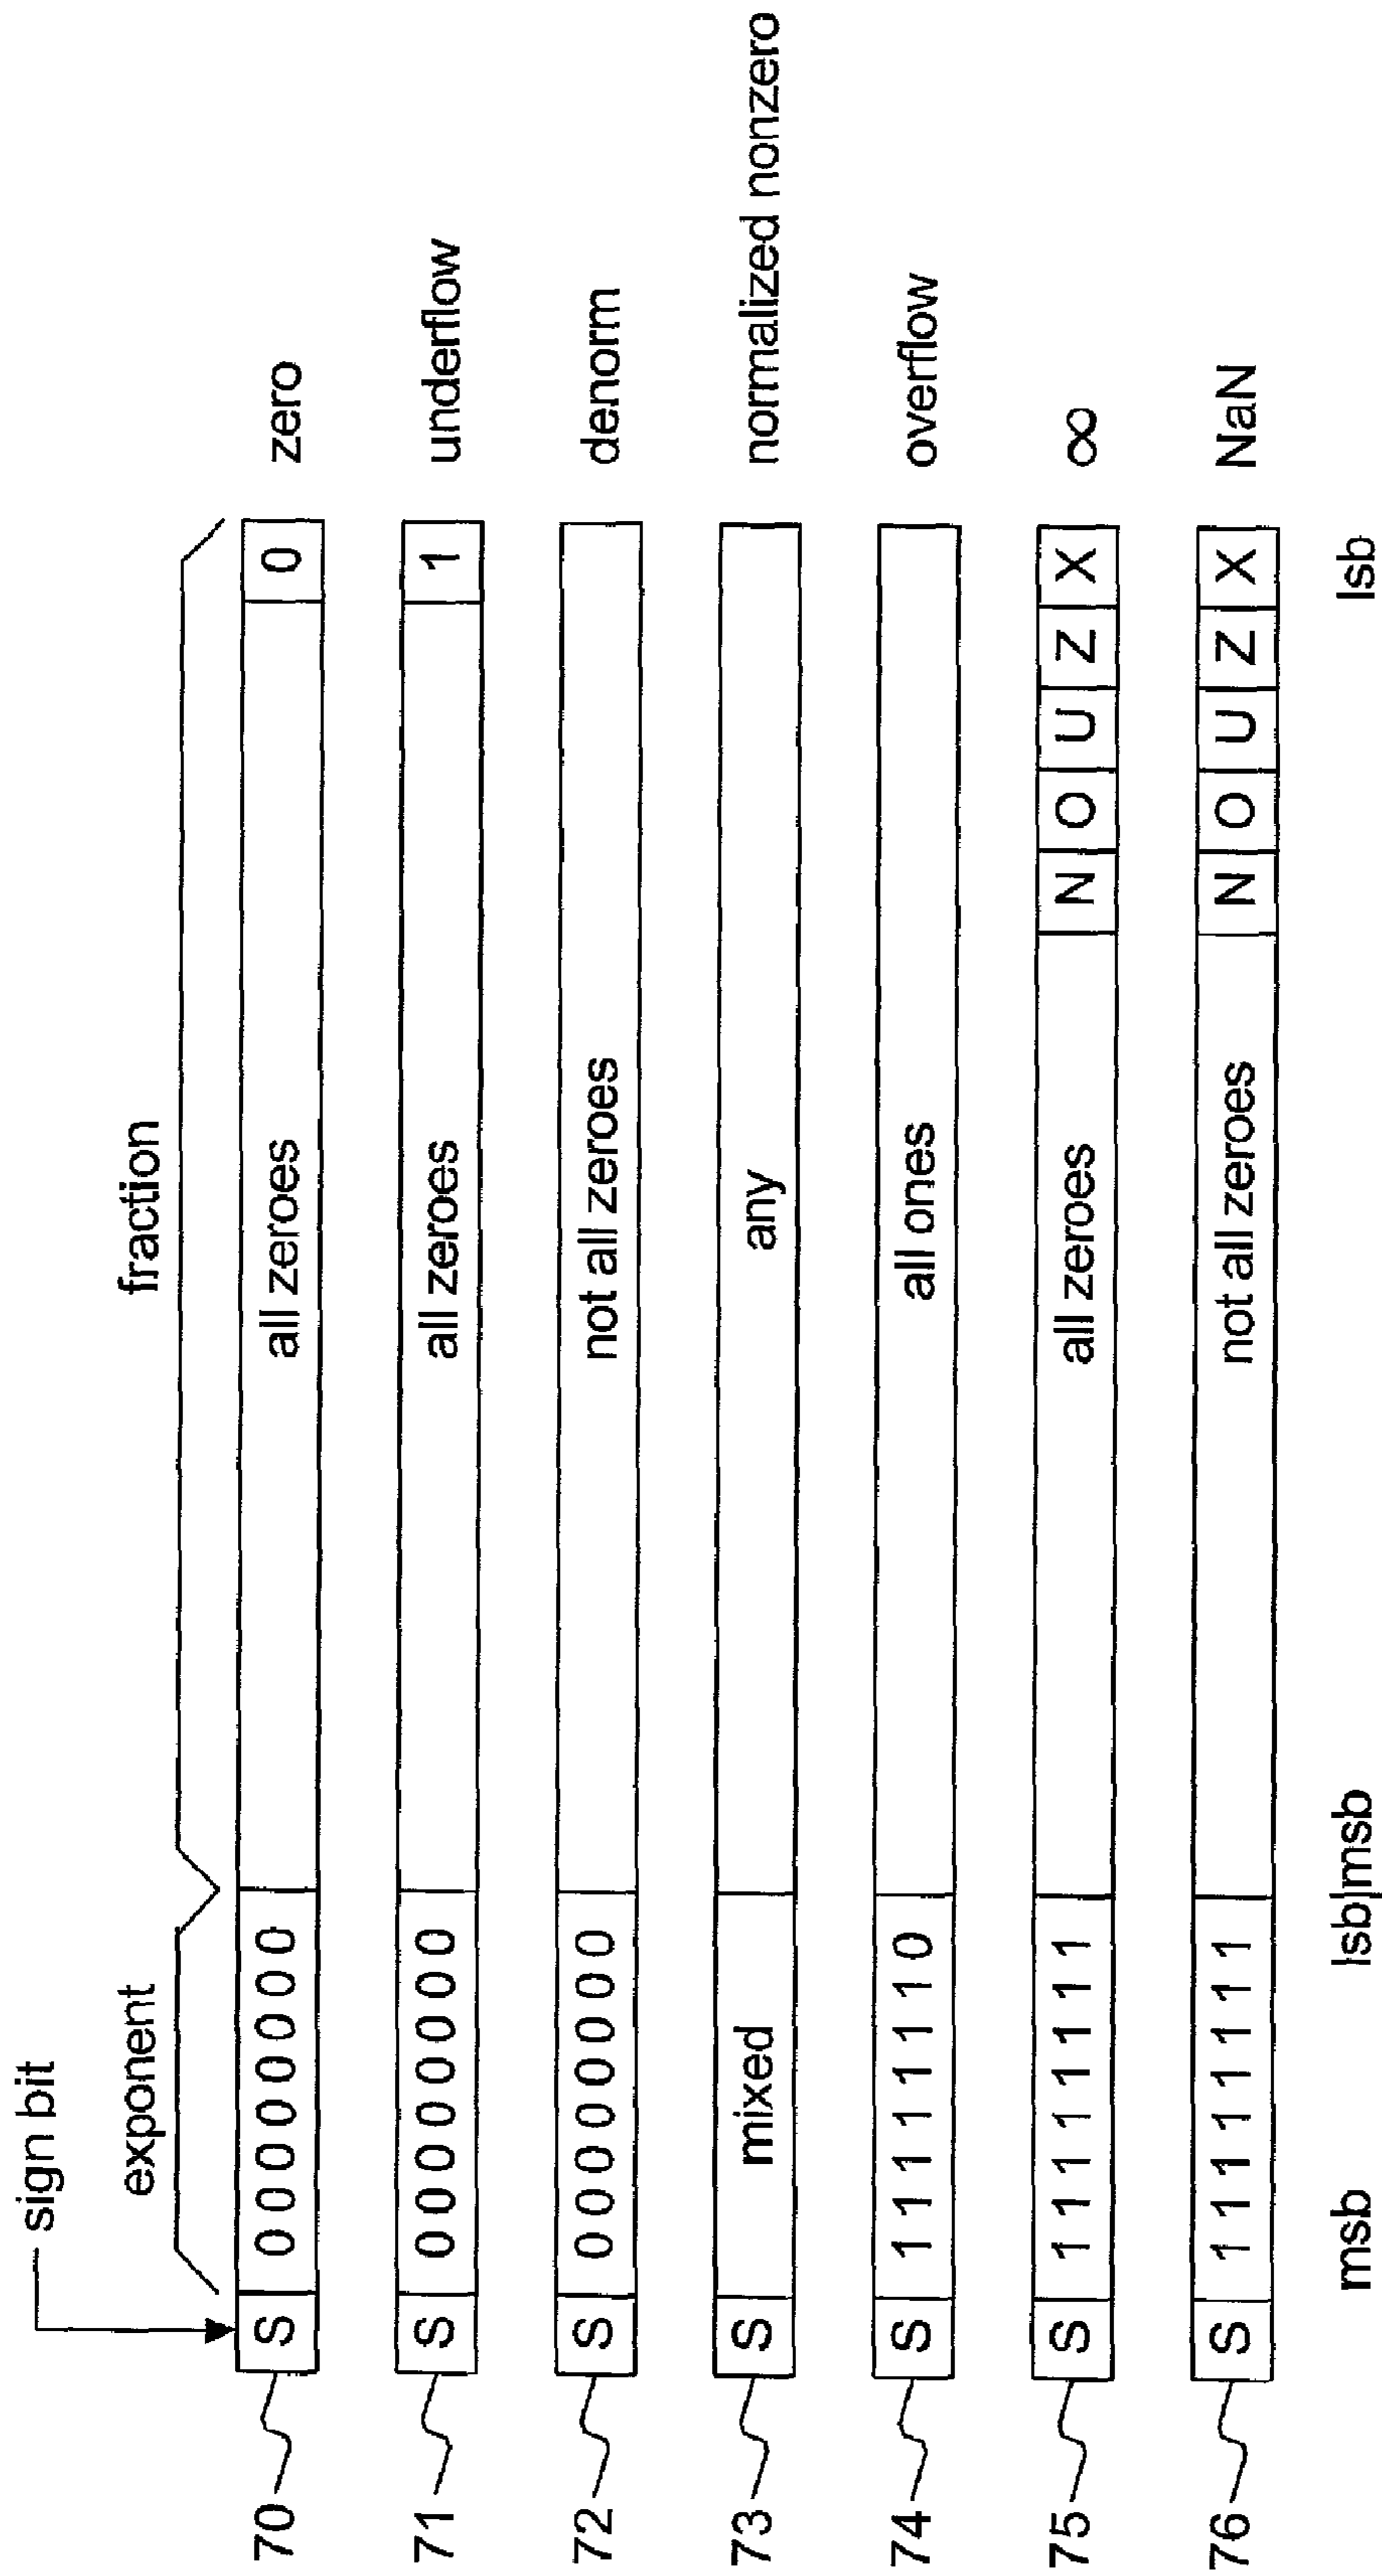 sign bit
exponent
fraction
70 S 0 0 0 0 0 0 0 0 all zeroes 0 zero
71 S 0 0 0 0 0 0 0 0 all zeroes 1 underflow
72 S 0 0 0 0 0 0 0 0 not all zeroes denorm
73 S mixed any normalized nonzero
74 S 1 1 1 1 1 1 1 0 all ones overflow
75 S 1 1 1 1 1 1 1 1 all zeroes N O U Z X ∞
76 S 1 1 1 1 1 1 1 1 not all zeroes N O U Z X NaN
msb lsb|msb lsb